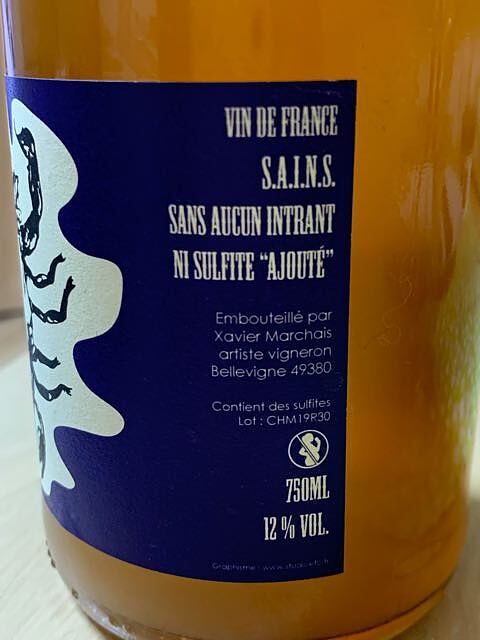 VIN DE FRANCE
S.A.I.N.S.
SANS AUCUN INTRANT
NI SULFITE “AJOUTÉ”
Embouteillé par
Xavier Marchais
artiste vigneron
Bellevigne 49380
Contient des sulfites
Lot : CHM19R30
750ML
12 % VOL.
Graphisme :